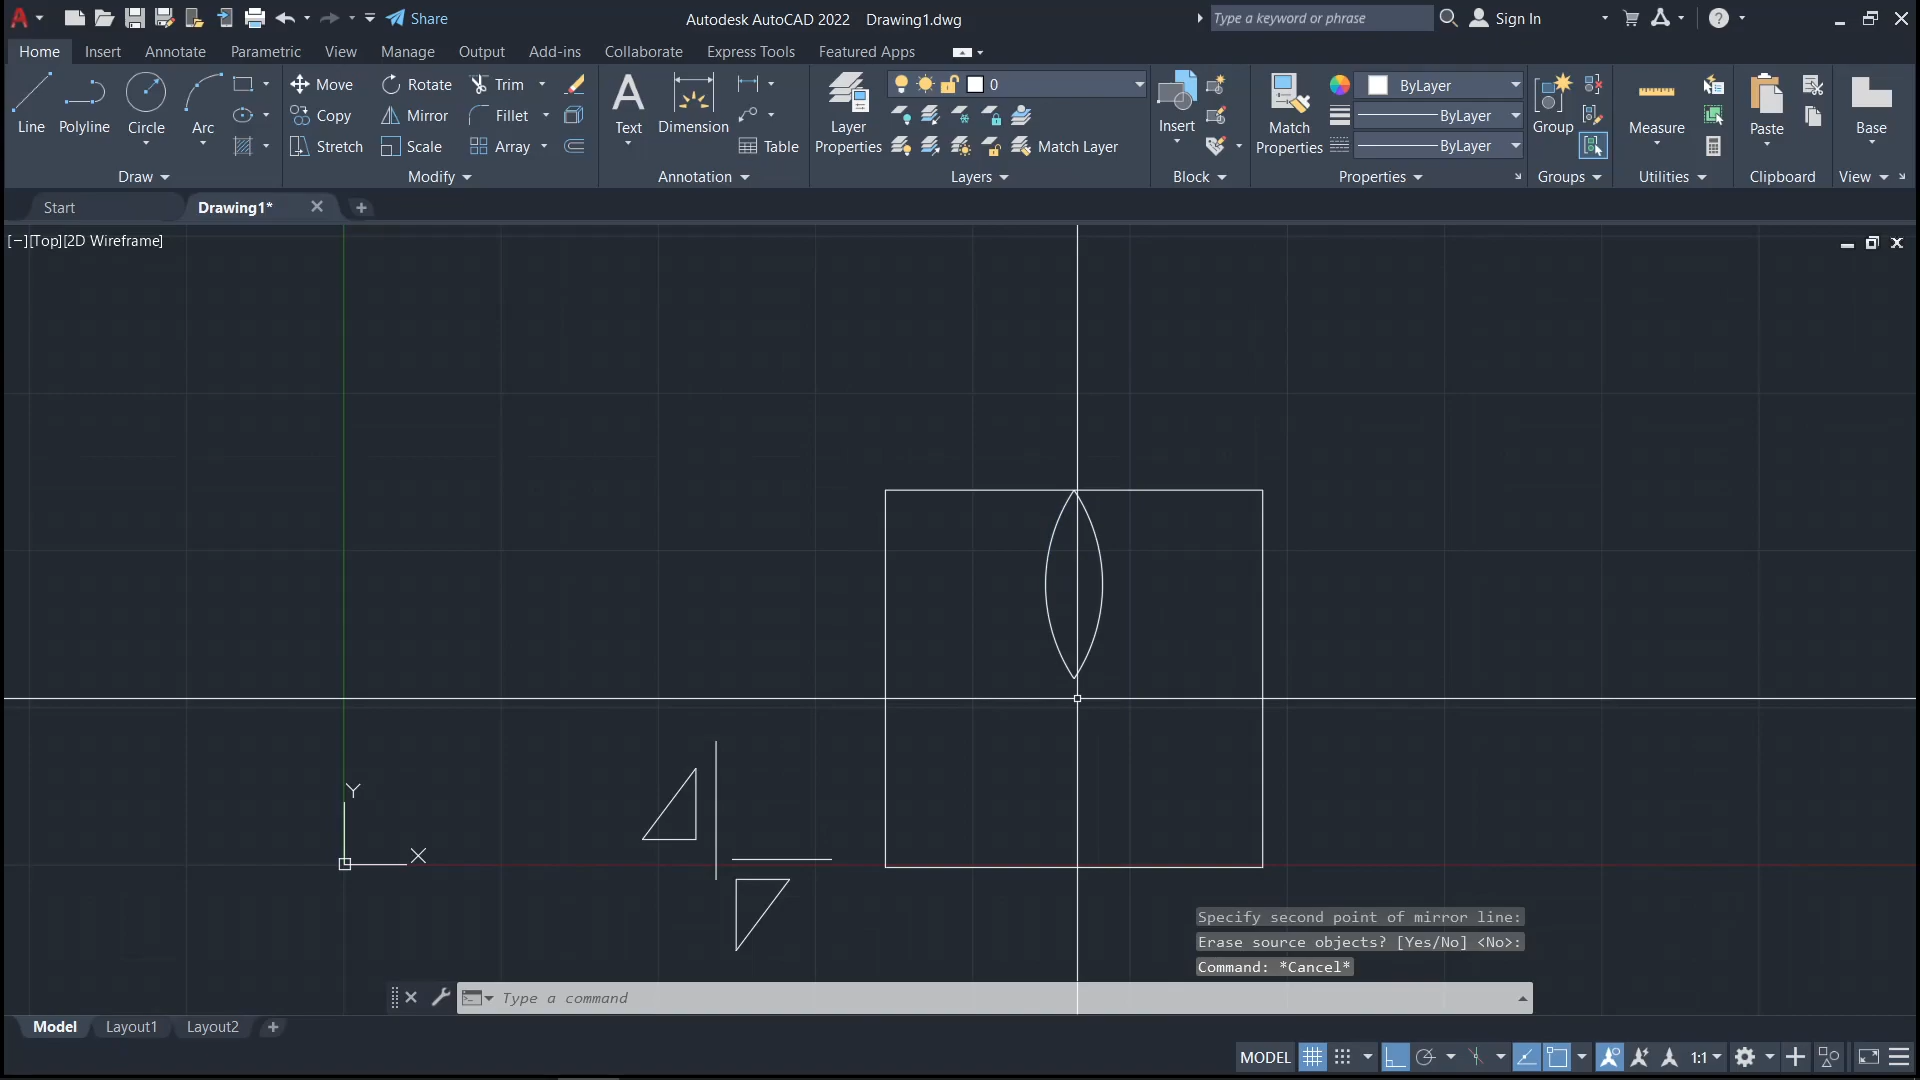 Share
Autodesk AutoCAD 2022 Drawing1.dwg
Type a keyword or phrase
Sign In
Home Insert Annotate Parametric View Manage Output Add-ins Collaborate Express Tools Featured Apps
Line Polyline Circle Arc
Draw
Move Rotate Trim
Copy Mirror Fillet
Stretch Scale Array
Modify
Text Dimension Table
Annotation
Layer Properties
0
Match Layer
Layers
Insert
Block
Match Properties
ByLayer
ByLayer
ByLayer
Properties
Group
Groups
Measure
Utilities
Paste
Clipboard
Base
View
Start Drawing1*
[−][Top][2D Wireframe]
Y
X
Specify second point of mirror line:
Erase source objects? [Yes/No] <No>:
Command: *Cancel*
Type a command
Model Layout1 Layout2
MODEL 1:1